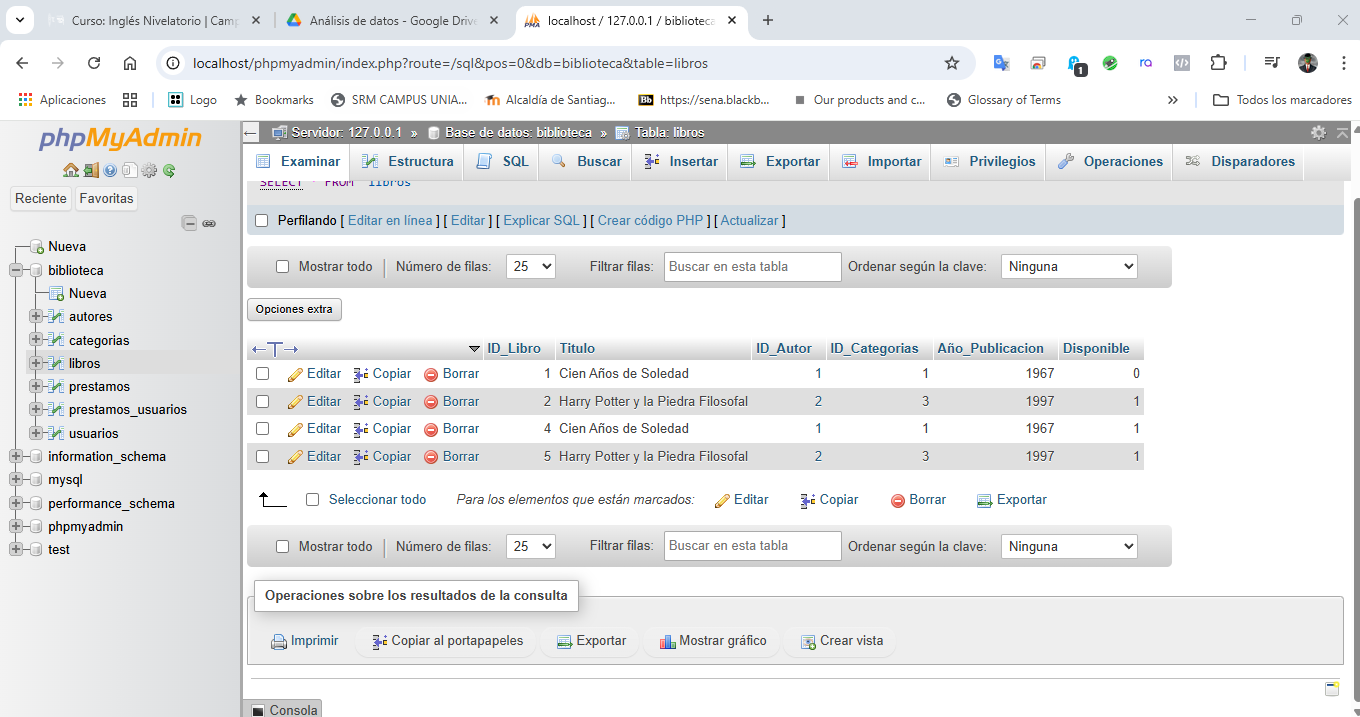 Curso: Inglés Nivelatorio | Cam
Análisis de datos - Google Drive
localhost / 127.0.0.1 / biblioteca
localhost/phpmyadmin/index.php?route=/sql&pos=0&db=biblioteca&table=libros
1
Aplicaciones
Logo
Bookmarks
SRM CAMPUS UNIA...
Alcaldía de Santiag...
Bb https://sena.blackb...
Our products and c...
Glossary of Terms
»
Todos los marcadores
phpMyAdmin
Reciente
Favoritas
Nueva
biblioteca
Nueva
autores
categorias
libros
prestamos
prestamos_usuarios
usuarios
information_schema
mysql
performance_schema
phpmyadmin
test
Servidor: 127.0.0.1 » Base de datos: biblioteca » Tabla: libros
Examinar Estructura SQL Buscar Insertar Exportar Importar Privilegios Operaciones Disparadores
SELECT * FROM `libros`
Perfilando [ Editar en línea ] [ Editar ] [ Explicar SQL ] [ Crear código PHP ] [ Actualizar ]
Mostrar todo | Número de filas: 25 Filtrar filas: Buscar en esta tabla Ordenar según la clave: Ninguna
Opciones extra
←T→ ID_Libro Titulo ID_Autor ID_Categorias Año_Publicacion Disponible
Editar Copiar Borrar 1 Cien Años de Soledad 1 1 1967 0
Editar Copiar Borrar 2 Harry Potter y la Piedra Filosofal 2 3 1997 1
Editar Copiar Borrar 4 Cien Años de Soledad 1 1 1967 1
Editar Copiar Borrar 5 Harry Potter y la Piedra Filosofal 2 3 1997 1
Seleccionar todo Para los elementos que están marcados: Editar Copiar Borrar Exportar
Mostrar todo | Número de filas: 25 Filtrar filas: Buscar en esta tabla Ordenar según la clave: Ninguna
Operaciones sobre los resultados de la consulta
Imprimir Copiar al portapapeles Exportar Mostrar gráfico Crear vista
Consola